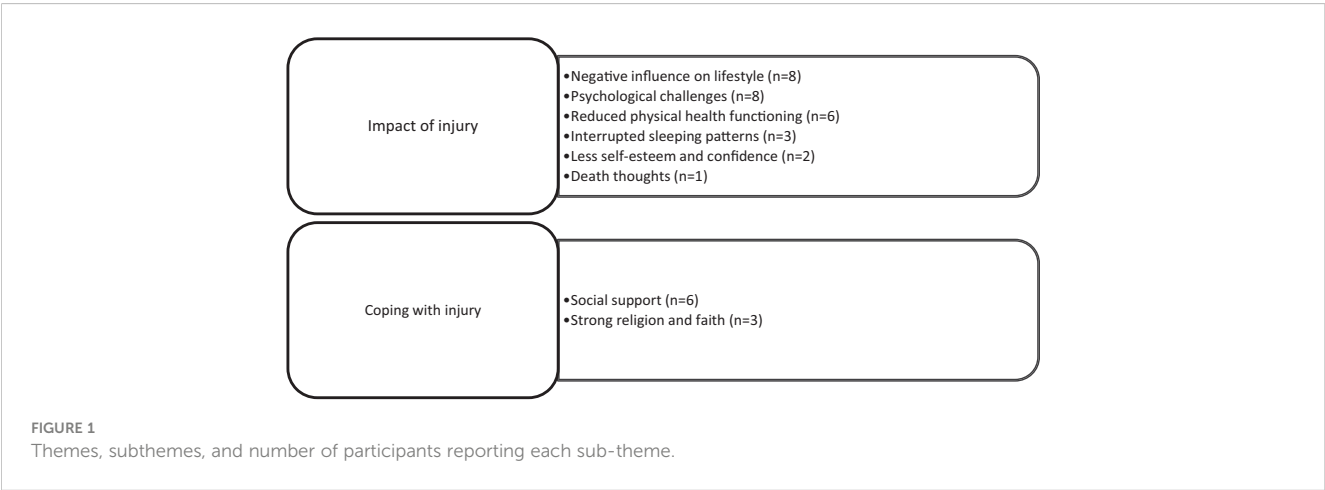 Impact of injury
•Negative influence on lifestyle (n=8)
•Psychological challenges (n=8)
•Reduced physical health functioning (n=6)
•Interrupted sleeping patterns (n=3)
•Less self-esteem and confidence (n=2)
•Death thoughts (n=1)
Coping with injury
•Social support (n=6)
•Strong religion and faith (n=3)
FIGURE 1
Themes, subthemes, and number of participants reporting each sub-theme.